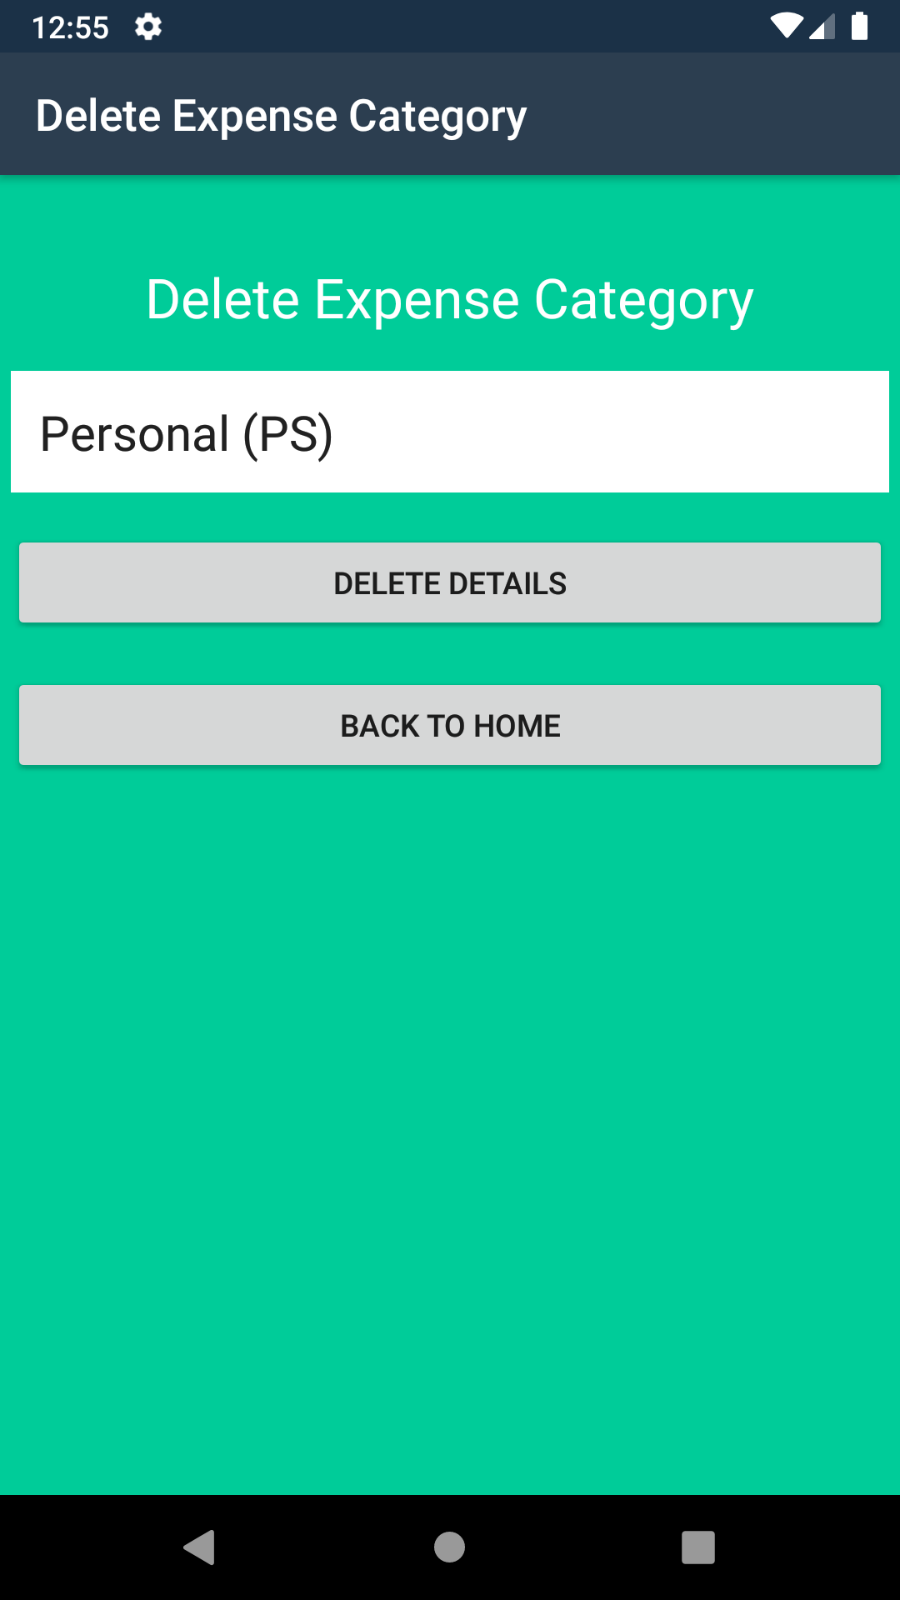 12:55
Delete Expense Category
Delete Expense Category
Personal (PS)
DELETE DETAILS
BACK TO HOME